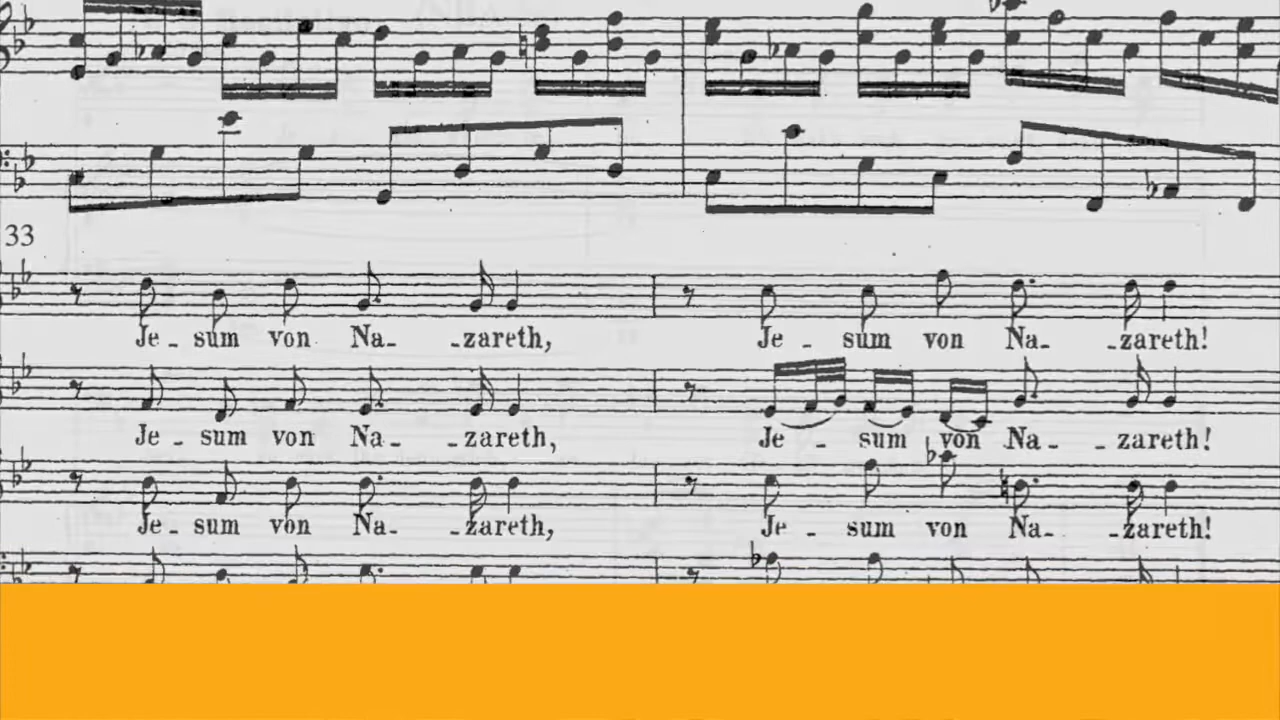 33
Je - sum von Na - - zareth, Je - sum von Na - - zareth!
Je - sum von Na - - zareth, Je - sum von Na - - zareth!
Je - sum von Na - - zareth, Je - sum von Na - - zareth!